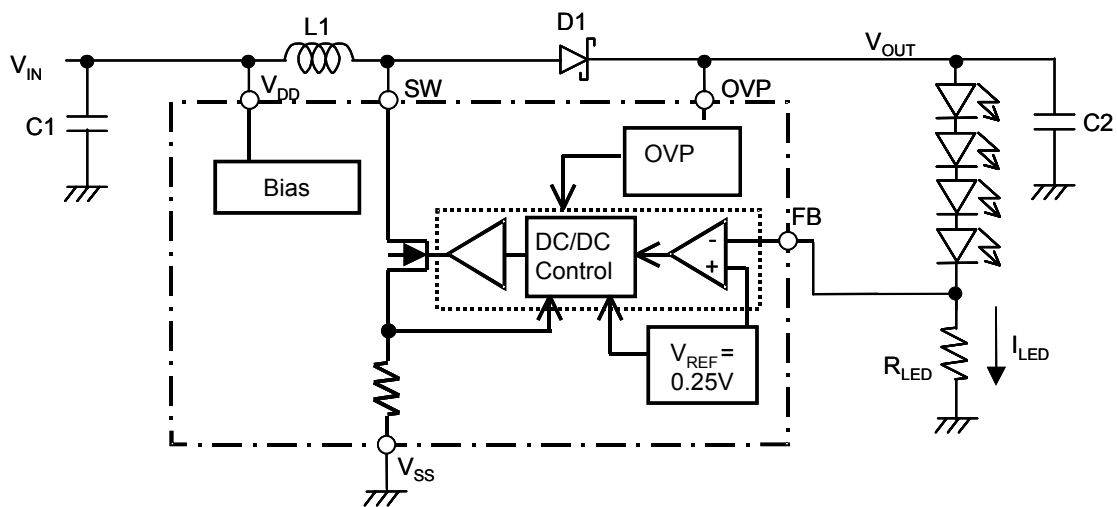 L1
D1
V_IN
V_OUT
V_DD
SW
OVP
C1
C2
OVP
Bias
FB
DC/DC
Control
-
+
V_REF =
0.25V
R_LED
I_LED
V_SS